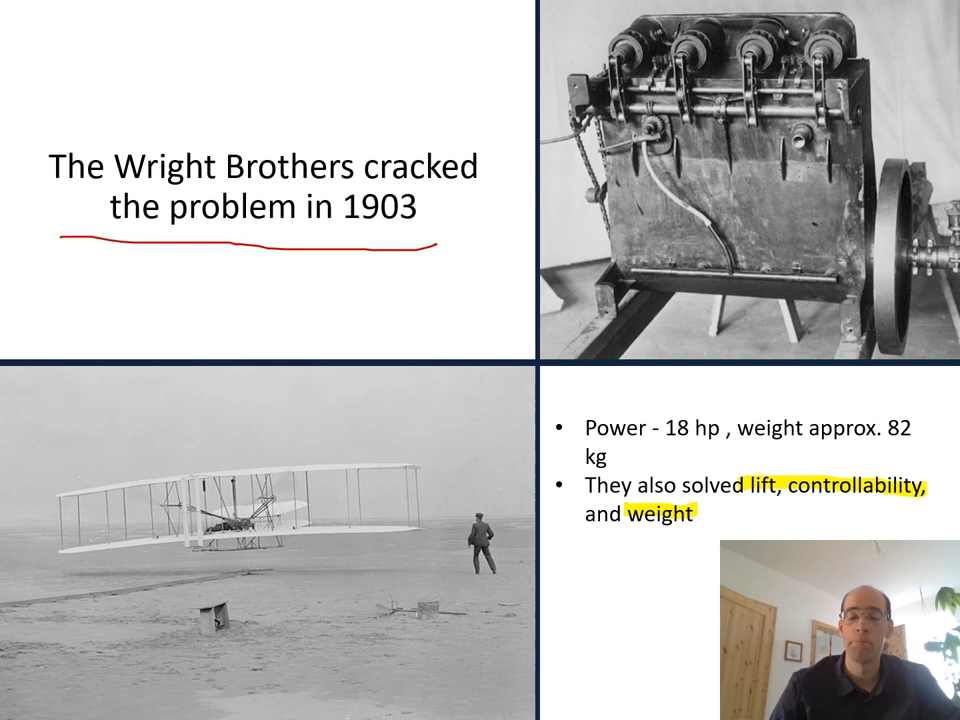 The Wright Brothers cracked
the problem in 1903
• Power - 18 hp , weight approx. 82
kg
• They also solved lift, controllability,
and weight